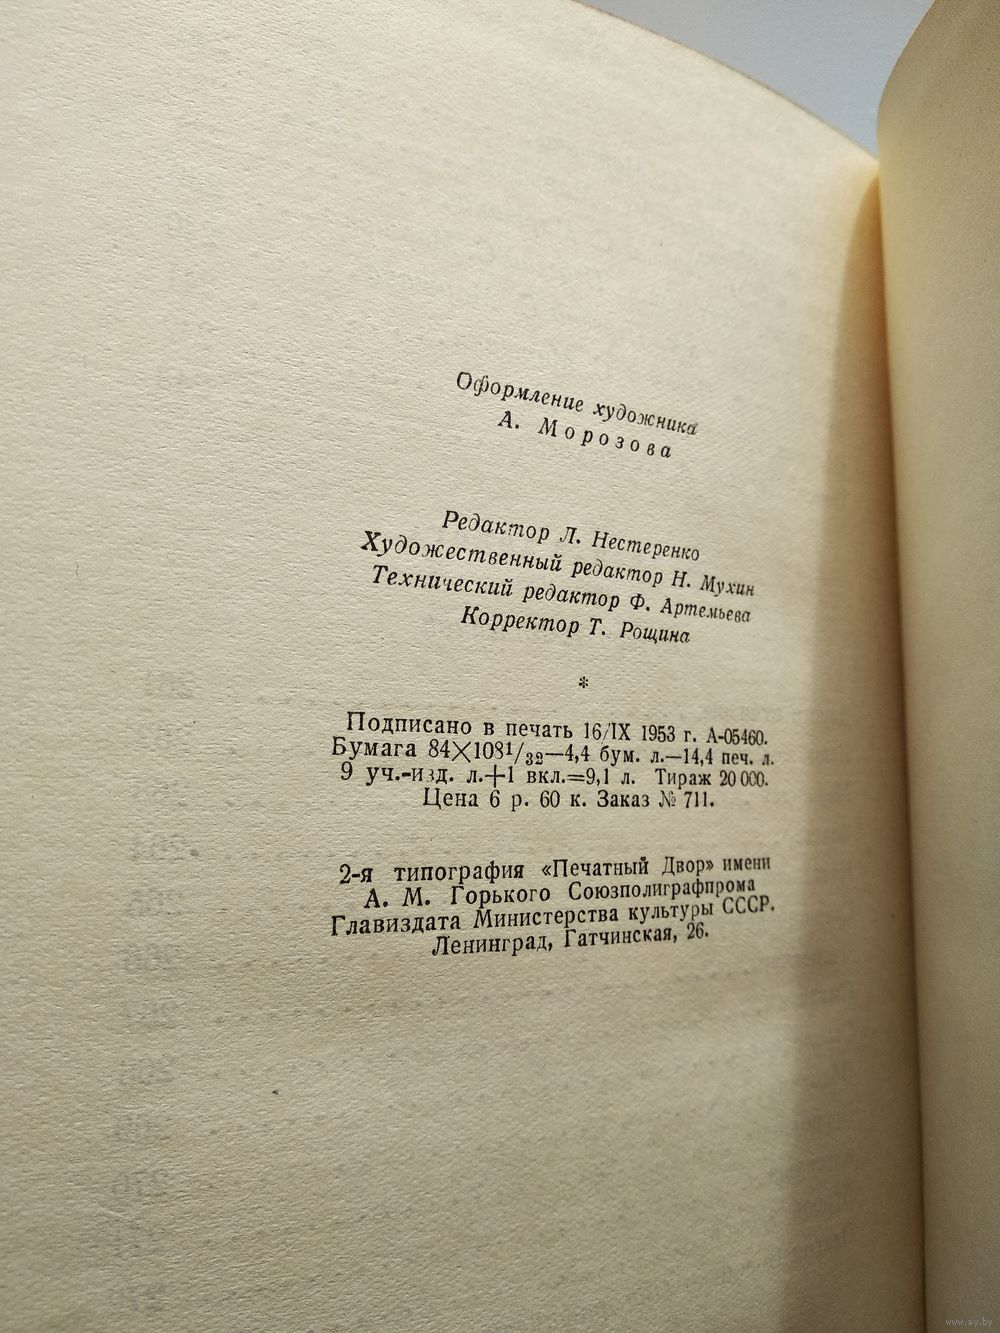 Оформление художника
А. Морозова
Редактор Л. Нестеренко
Художественный редактор Н. Мухин
Технический редактор Ф. Артемьева
Корректор Т. Рощина
*
Подписано в печать 16/IX 1953 г. А-05460.
Бумага 84×108¹/₃₂—4,4 бум. л.—14,4 печ. л.
9 уч.-изд. л.+1 вкл.=9,1 л. Тираж 20 000.
Цена 6 р. 60 к. Заказ № 711.
2-я типография «Печатный Двор» имени
А. М. Горького Союзполиграфпрома
Главиздата Министерства культуры СССР.
Ленинград, Гатчинская, 26.
www.ay.by